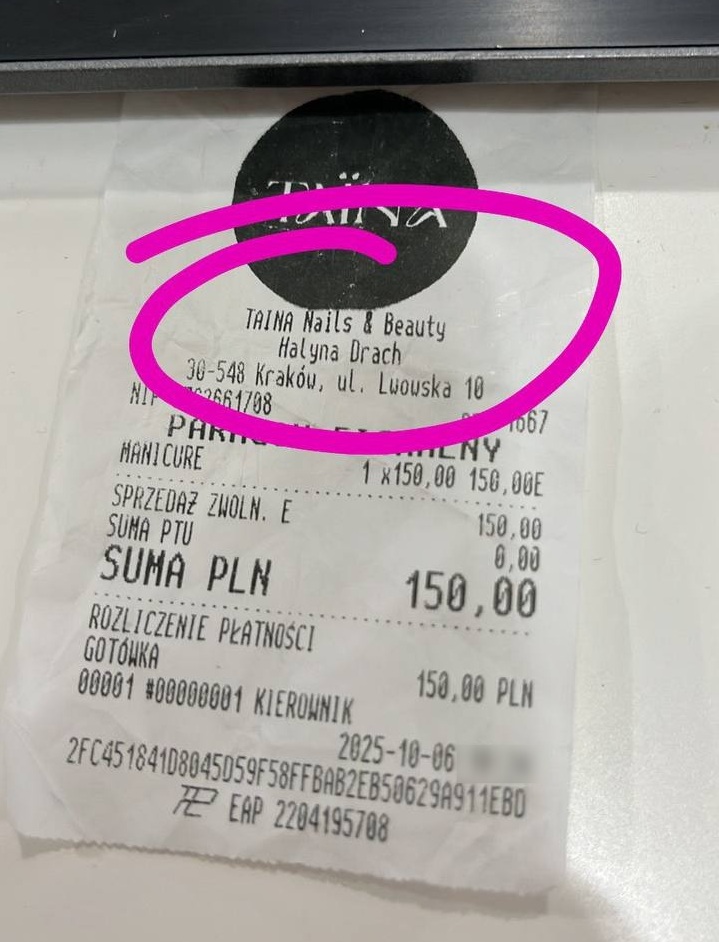 TAÏNA
TAINA Nails & Beauty
Halyna Drach
30-548 Kraków, ul. Lwowska 10
NIP
MANICURE 1 x150,00 150,00E
SPRZEDAŻ ZWOLN. E 150,00
SUMA PTU 0,00
SUMA PLN 150,00
ROZLICZENIE PŁATNOŚCI
GOTÓWKA 150,00 PLN
00001 #00000001 KIEROWNIK
2025-10-06
2FC451841D8045D59F58FFBAB2EB50629A911EBD
EAP 2204195708